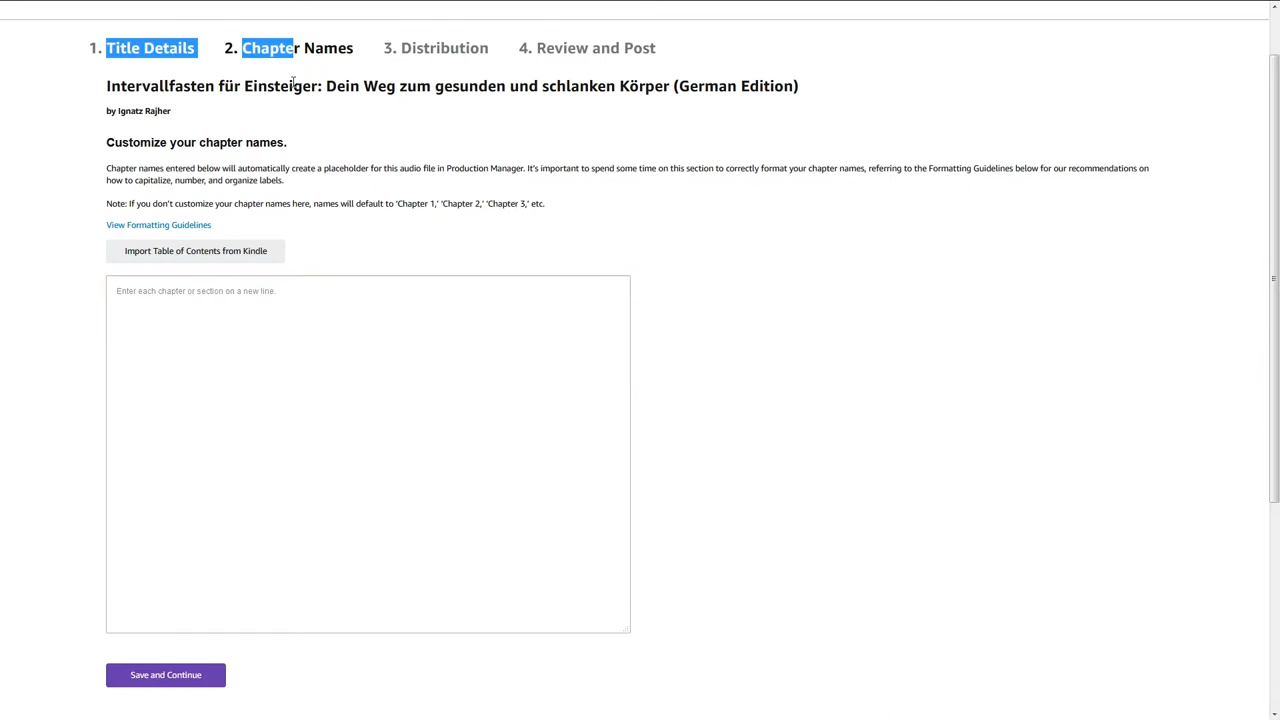 1. Title Details 2. Chapter Names 3. Distribution 4. Review and Post
Intervallfasten für Einsteiger: Dein Weg zum gesunden und schlanken Körper (German Edition)
by Ignatz Rajher
Customize your chapter names.
Chapter names entered below will automatically create a placeholder for this audio file in Production Manager. It's important to spend some time on this section to correctly format your chapter names, referring to the Formatting Guidelines below for our recommendations on
how to capitalize, number, and organize labels.
Note: If you don't customize your chapter names here, names will default to 'Chapter 1,' 'Chapter 2,' 'Chapter 3,' etc.
View Formatting Guidelines
Import Table of Contents from Kindle
Enter each chapter or section on a new line.
Save and Continue